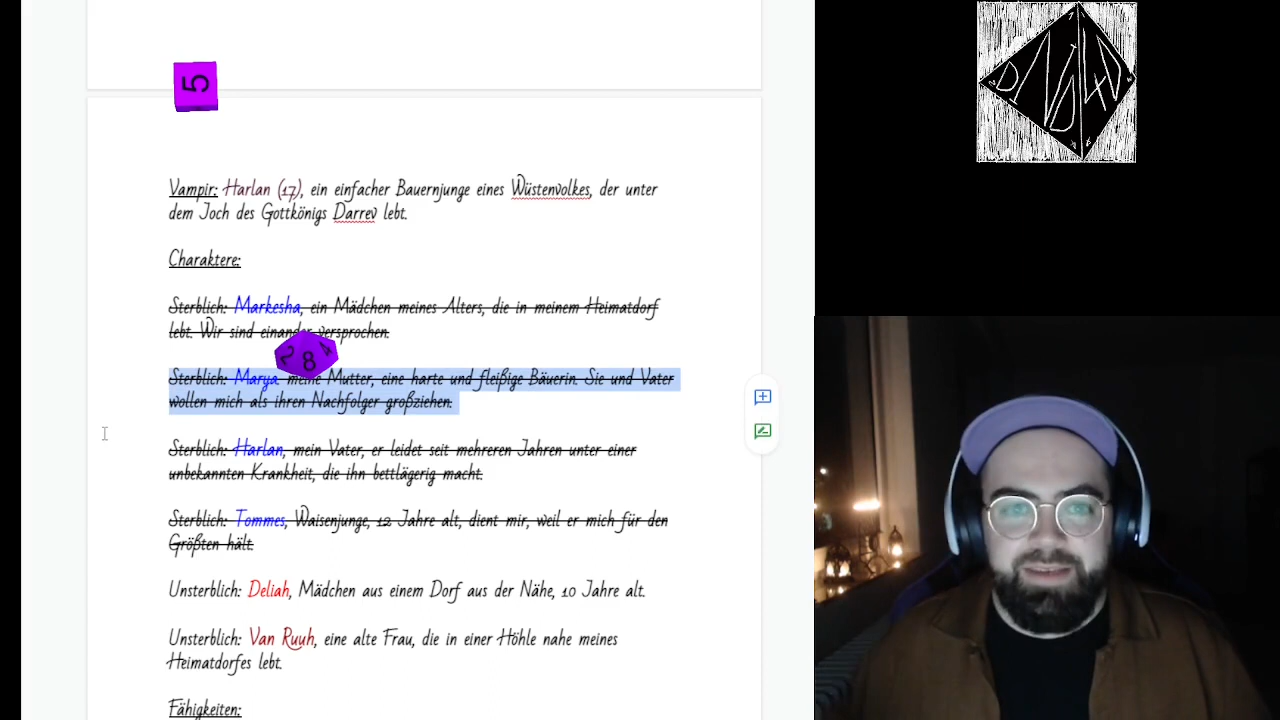 5
Vampir: Harlan (17), ein einfacher Bauernjunge eines Wüstenvolkes, der unter
dem Joch des Gottkönigs Darrev lebt.
Charaktere:
Sterblich: Markesha, ein Mädchen meines Alters, die in meinem Heimatdorf
lebt. Wir sind einander versprochen.
2 8 4
Sterblich: Marya meine Mutter, eine harte und fleißige Bäuerin. Sie und Vater
wollen mich als ihren Nachfolger großziehen.
Sterblich: Harlan, mein Vater, er leidet seit mehreren Jahren unter einer
unbekannten Krankheit, die ihn bettlägerig macht.
Sterblich: Tommes, Waisenjunge, 12 Jahre alt, dient mir, weil er mich für den
Größten hält.
Unsterblich: Deliah, Mädchen aus einem Dorf aus der Nähe, 10 Jahre alt.
Unsterblich: Van Ruuh, eine alte Frau, die in einer Höhle nahe meines
Heimatdorfes lebt.
Fähigkeiten: